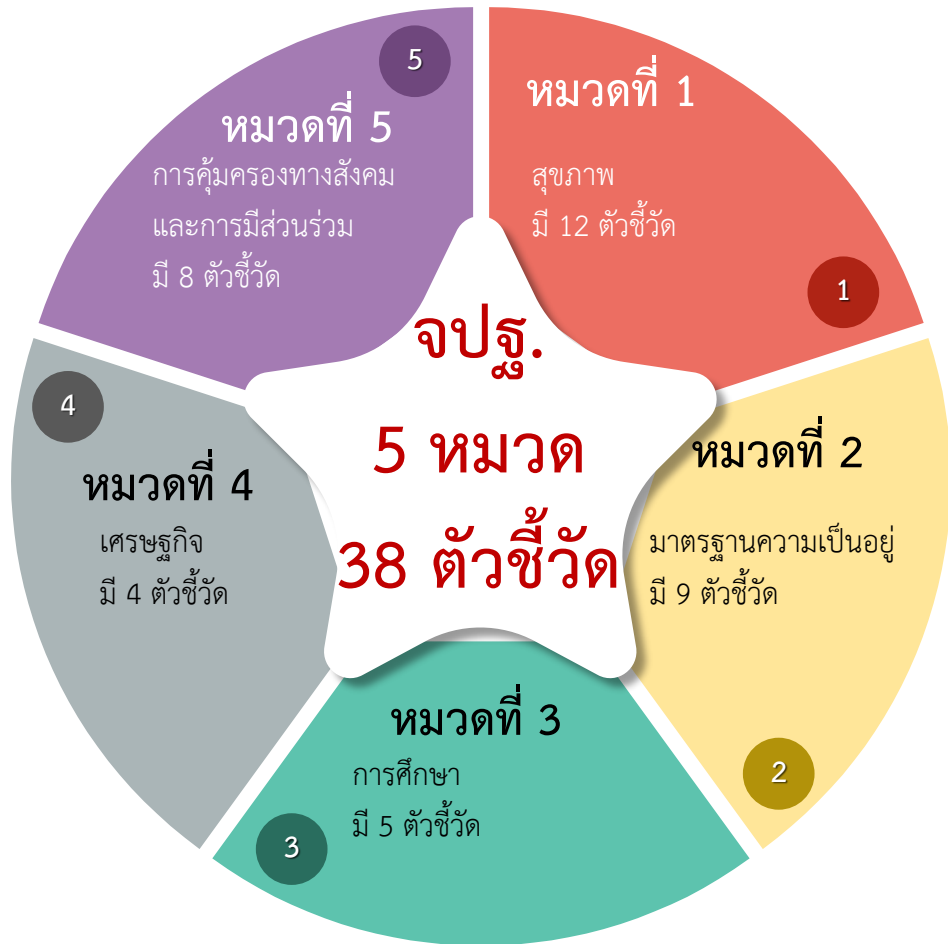 จปฐ.
5 หมวด
38 ตัวชี้วัด
หมวดที่ 1
สุขภาพ
มี 12 ตัวชี้วัด
1
หมวดที่ 2
มาตรฐานความเป็นอยู่
มี 9 ตัวชี้วัด
2
หมวดที่ 3
การศึกษา
มี 5 ตัวชี้วัด
3
4
หมวดที่ 4
เศรษฐกิจ
มี 4 ตัวชี้วัด
5
หมวดที่ 5
การคุ้มครองทางสังคม
และการมีส่วนร่วม
มี 8 ตัวชี้วัด